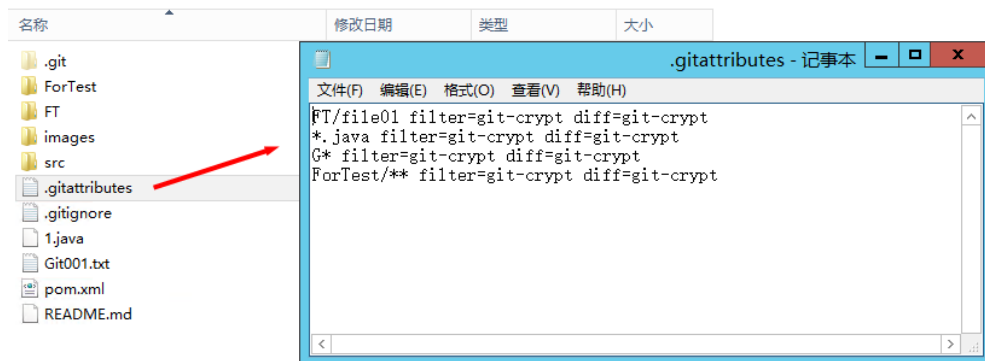 名称 修改日期 类型 大小
.git
ForTest
FT
images
src
.gitattributes
.gitignore
1.java
Git001.txt
pom.xml
README.md
.gitattributes - 记事本
文件(F) 编辑(E) 格式(O) 查看(V) 帮助(H)
FT/file01 filter=git-crypt diff=git-crypt
*.java filter=git-crypt diff=git-crypt
G* filter=git-crypt diff=git-crypt
ForTest/** filter=git-crypt diff=git-crypt